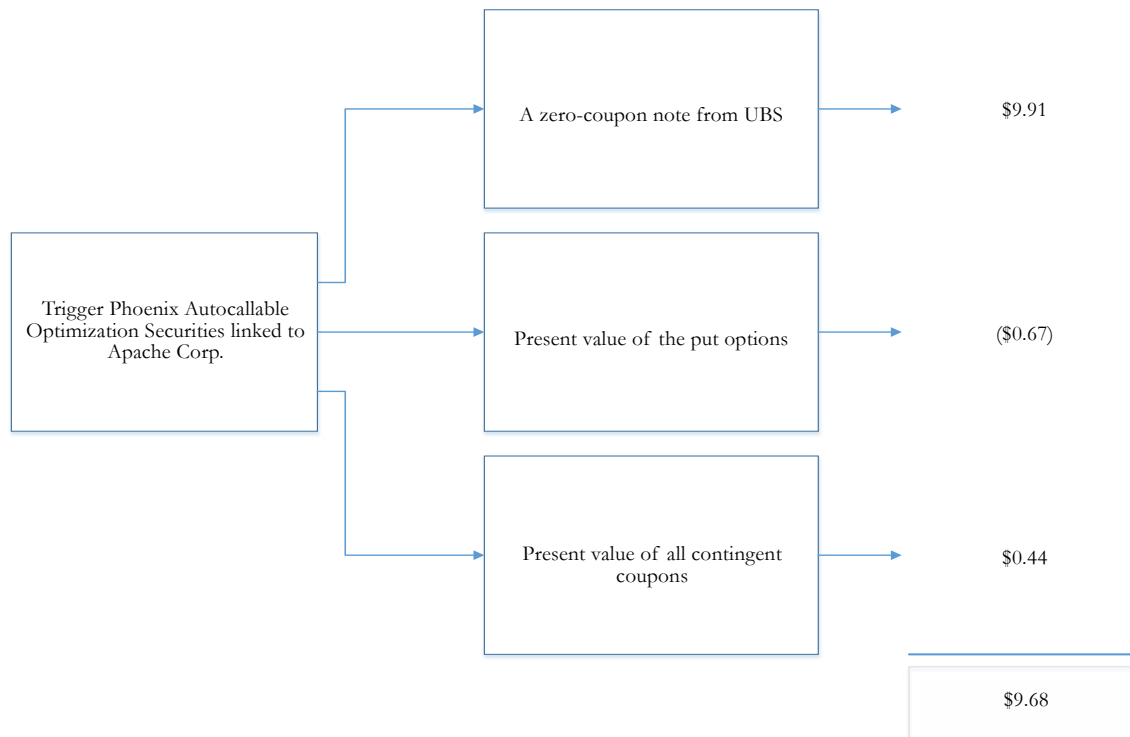 A zero-coupon note from UBS
$9.91
Trigger Phoenix Autocallable
Optimization Securities linked to
Apache Corp.
Present value of the put options
($0.67)
Present value of all contingent
coupons
$0.44
$9.68